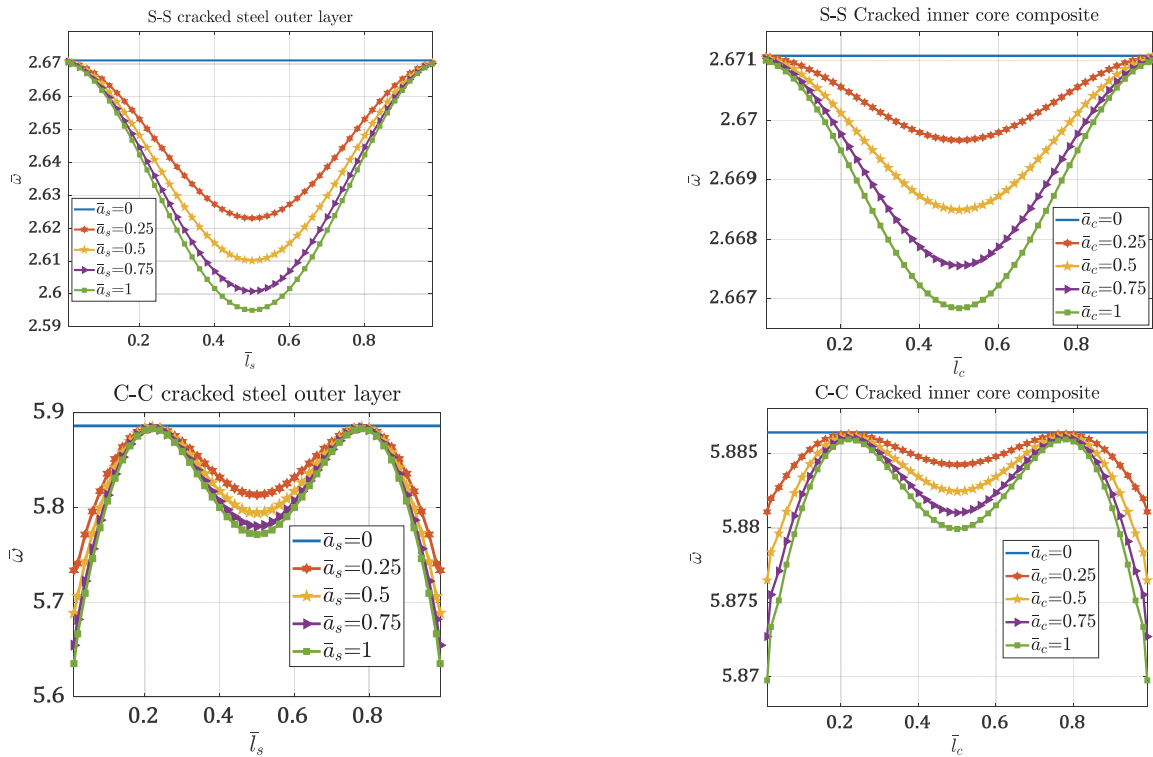 S-S cracked steel outer layer
2.67
2.66
2.65
2.64
2.63
2.62
2.61
2.6
2.59
ω̄
ā_s=0
ā_s=0.25
ā_s=0.5
ā_s=0.75
ā_s=1
0.2 0.4 0.6 0.8
l̄_s
S-S Cracked inner core composite
2.671
2.67
2.669
2.668
2.667
ω̄
ā_c=0
ā_c=0.25
ā_c=0.5
ā_c=0.75
ā_c=1
0.2 0.4 0.6 0.8
l̄_c
C-C cracked steel outer layer
5.9
5.8
5.7
5.6
ω̄
ā_s=0
ā_s=0.25
ā_s=0.5
ā_s=0.75
ā_s=1
0.2 0.4 0.6 0.8
l̄_s
C-C Cracked inner core composite
5.885
5.88
5.875
5.87
ω̄
ā_c=0
ā_c=0.25
ā_c=0.5
ā_c=0.75
ā_c=1
0.2 0.4 0.6 0.8
l̄_c